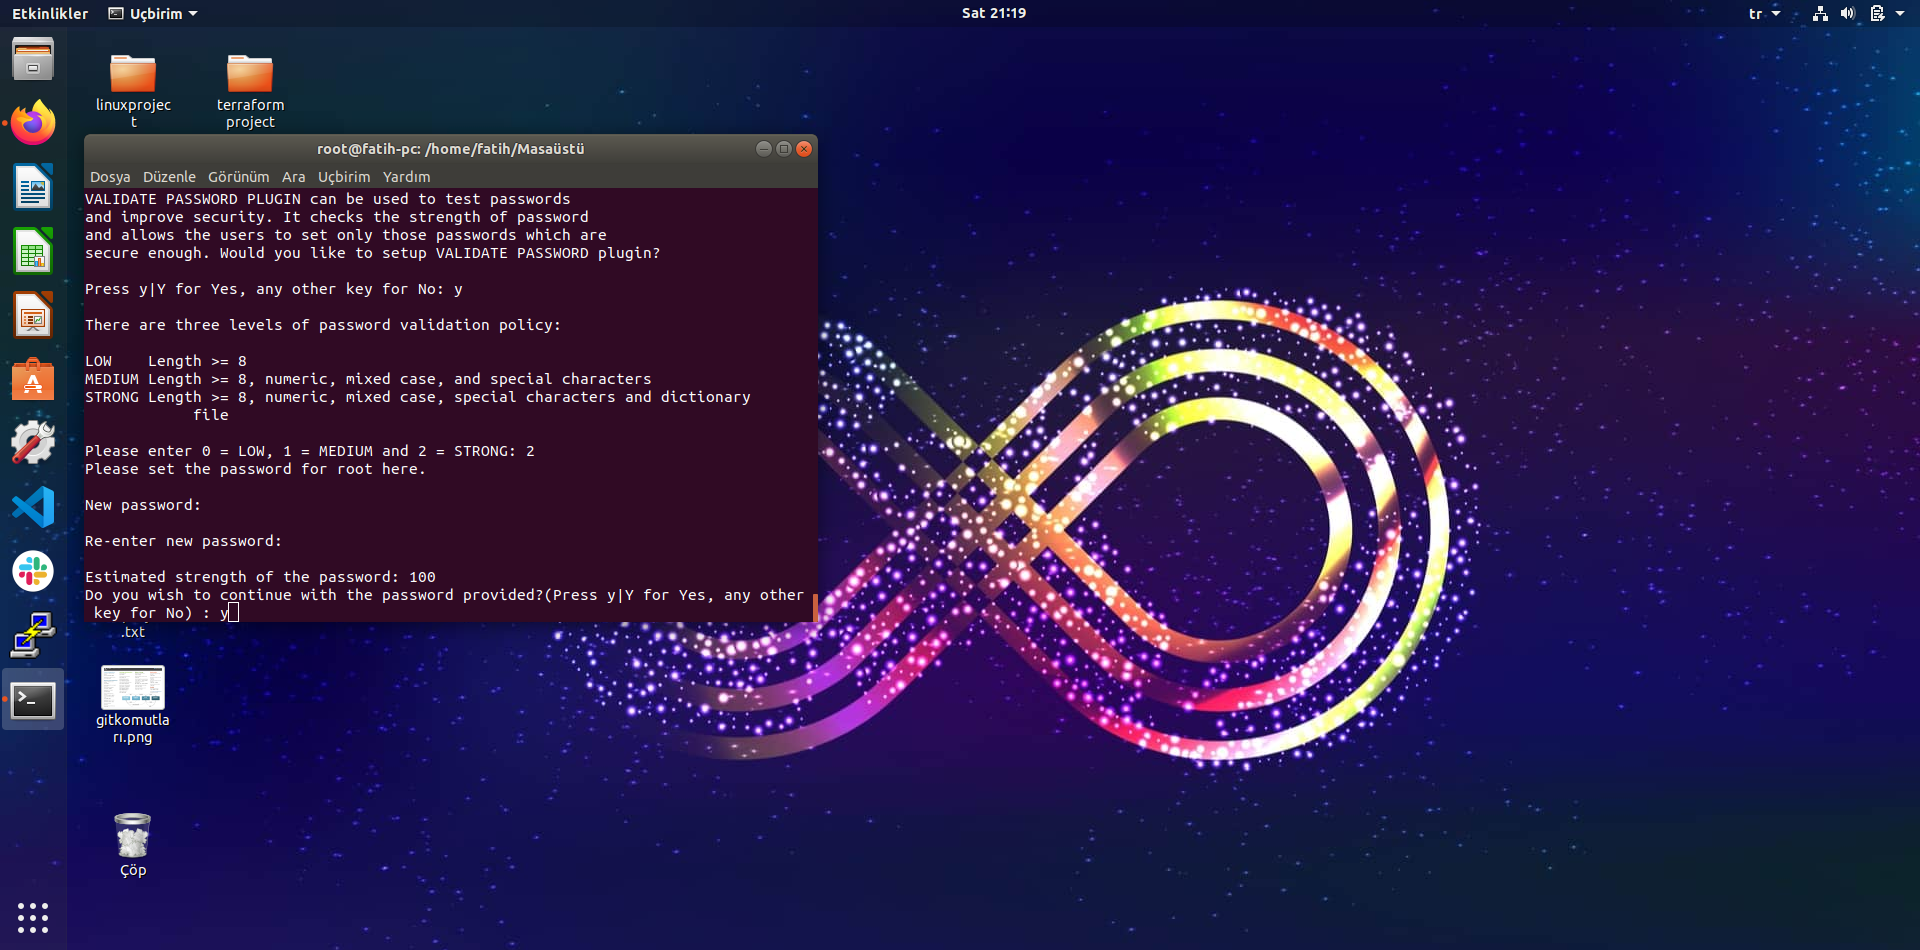 Etkinlikler
Uçbirim
Sat 21:19
tr
linuxprojec
t
terraform
project
root@fatih-pc: /home/fatih/Masaüstü
Dosya Düzenle Görünüm Ara Uçbirim Yardım
VALIDATE PASSWORD PLUGIN can be used to test passwords
and improve security. It checks the strength of password
and allows the users to set only those passwords which are
secure enough. Would you like to setup VALIDATE PASSWORD plugin?
Press y|Y for Yes, any other key for No: y
There are three levels of password validation policy:
LOW    Length >= 8
MEDIUM Length >= 8, numeric, mixed case, and special characters
STRONG Length >= 8, numeric, mixed case, special characters and dictionary
file
Please enter 0 = LOW, 1 = MEDIUM and 2 = STRONG: 2
Please set the password for root here.
New password:
Re-enter new password:
Estimated strength of the password: 100
Do you wish to continue with the password provided?(Press y|Y for Yes, any other
key for No) : y
.txt
gitkomutla
rı.png
Çöp